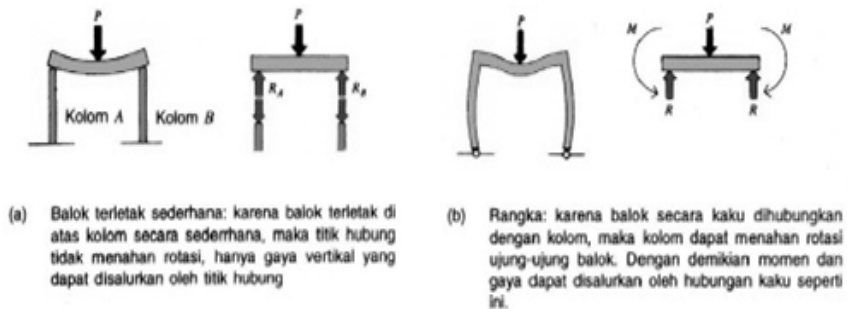 P
P
R_A
R_B
Kolom A
Kolom B
P
M
P
M
R
R
(a) Balok terletak sederhana: karena balok terletak di
atas kolom secara sederrhana, maka titik hubung
tidak menahan rotasi, hanya gaya vertikal yang
dapat disalurkan oleh titik hubung
(b) Rangka: karena balok secara kaku dihubungkan
dengan kolom, maka kolom dapat menahan rotasi
ujung-ujung balok. Dengan demikian momen dan
gaya dapat disalurkan oleh hubungan kaku seperti
ini.